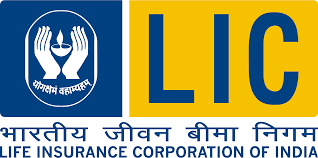 योगक्षेमं वहाम्यहम्
LIC
भारतीय जीवन बीमा निगम
LIFE INSURANCE CORPORATION OF INDIA